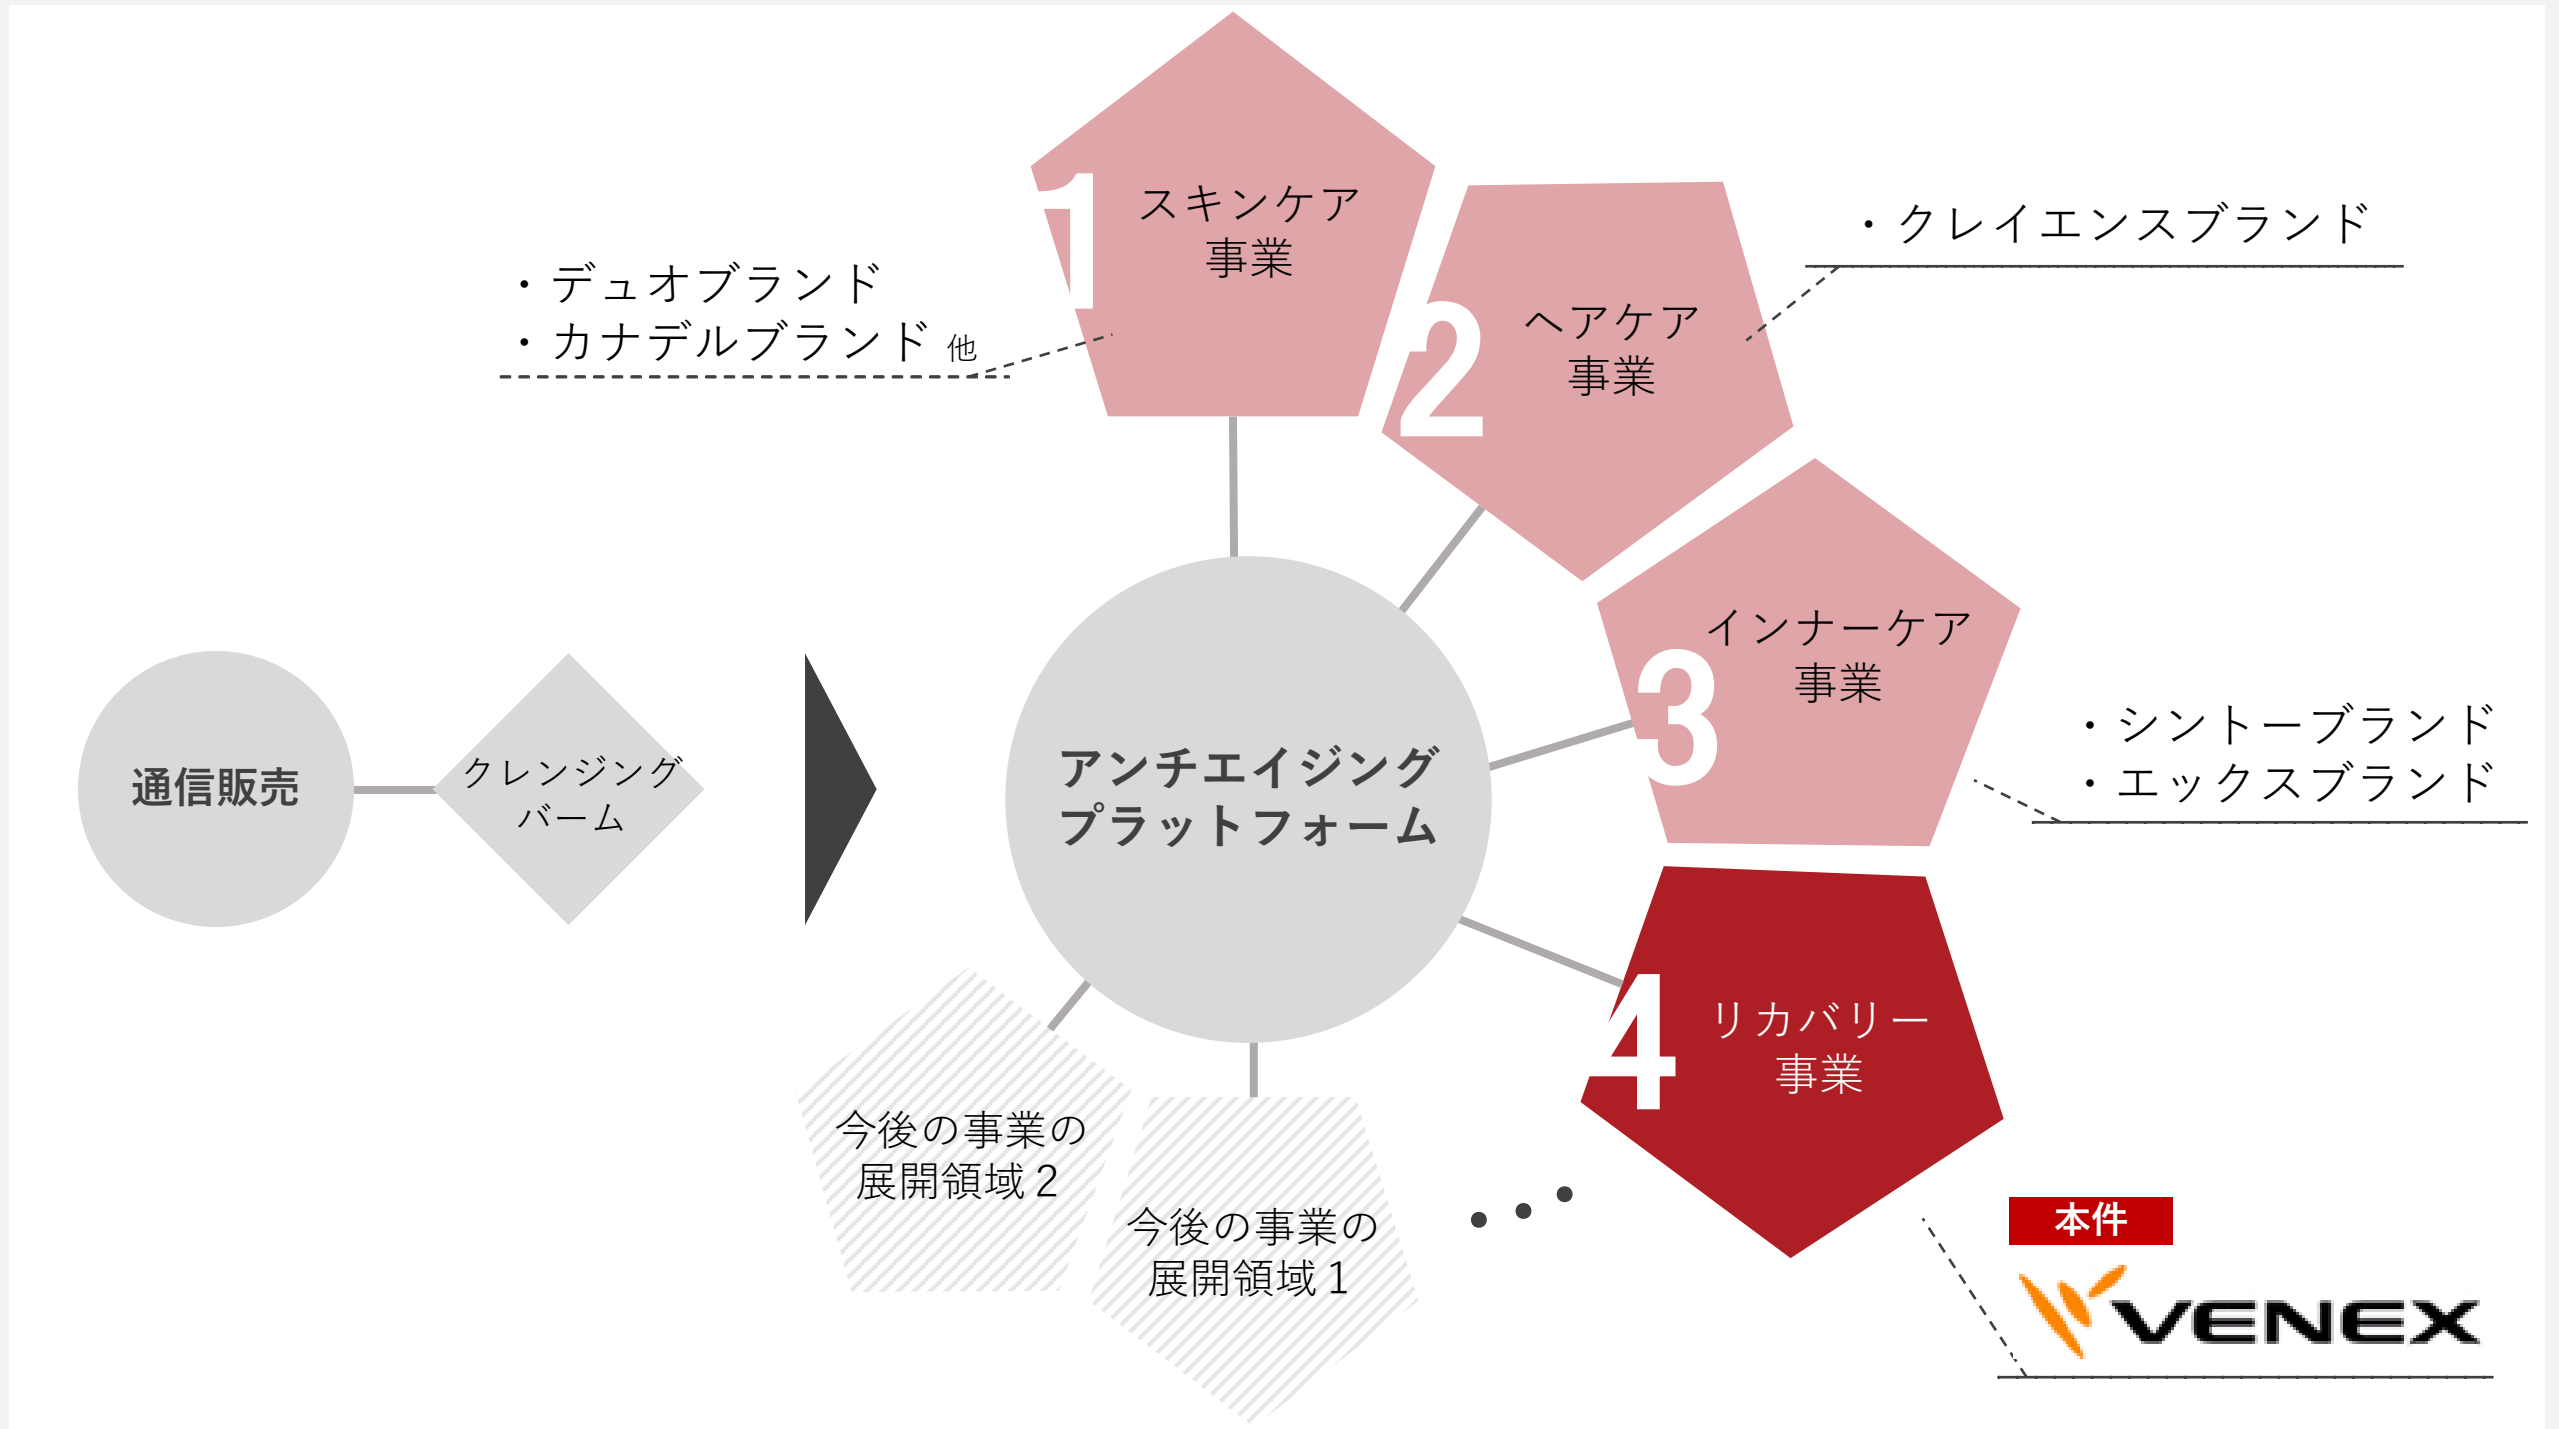 1
スキンケア
事業
・デュオブランド
・カナデルブランド 他
2
ヘアケア
事業
・クレイエンスブランド
3
インナーケア
事業
・シントーブランド
・エックスブランド
通信販売
クレンジング
バーム
アンチエイジング
プラットフォーム
4
リカバリー
事業
本件
VENEX
今後の事業の
展開領域2
今後の事業の
展開領域1